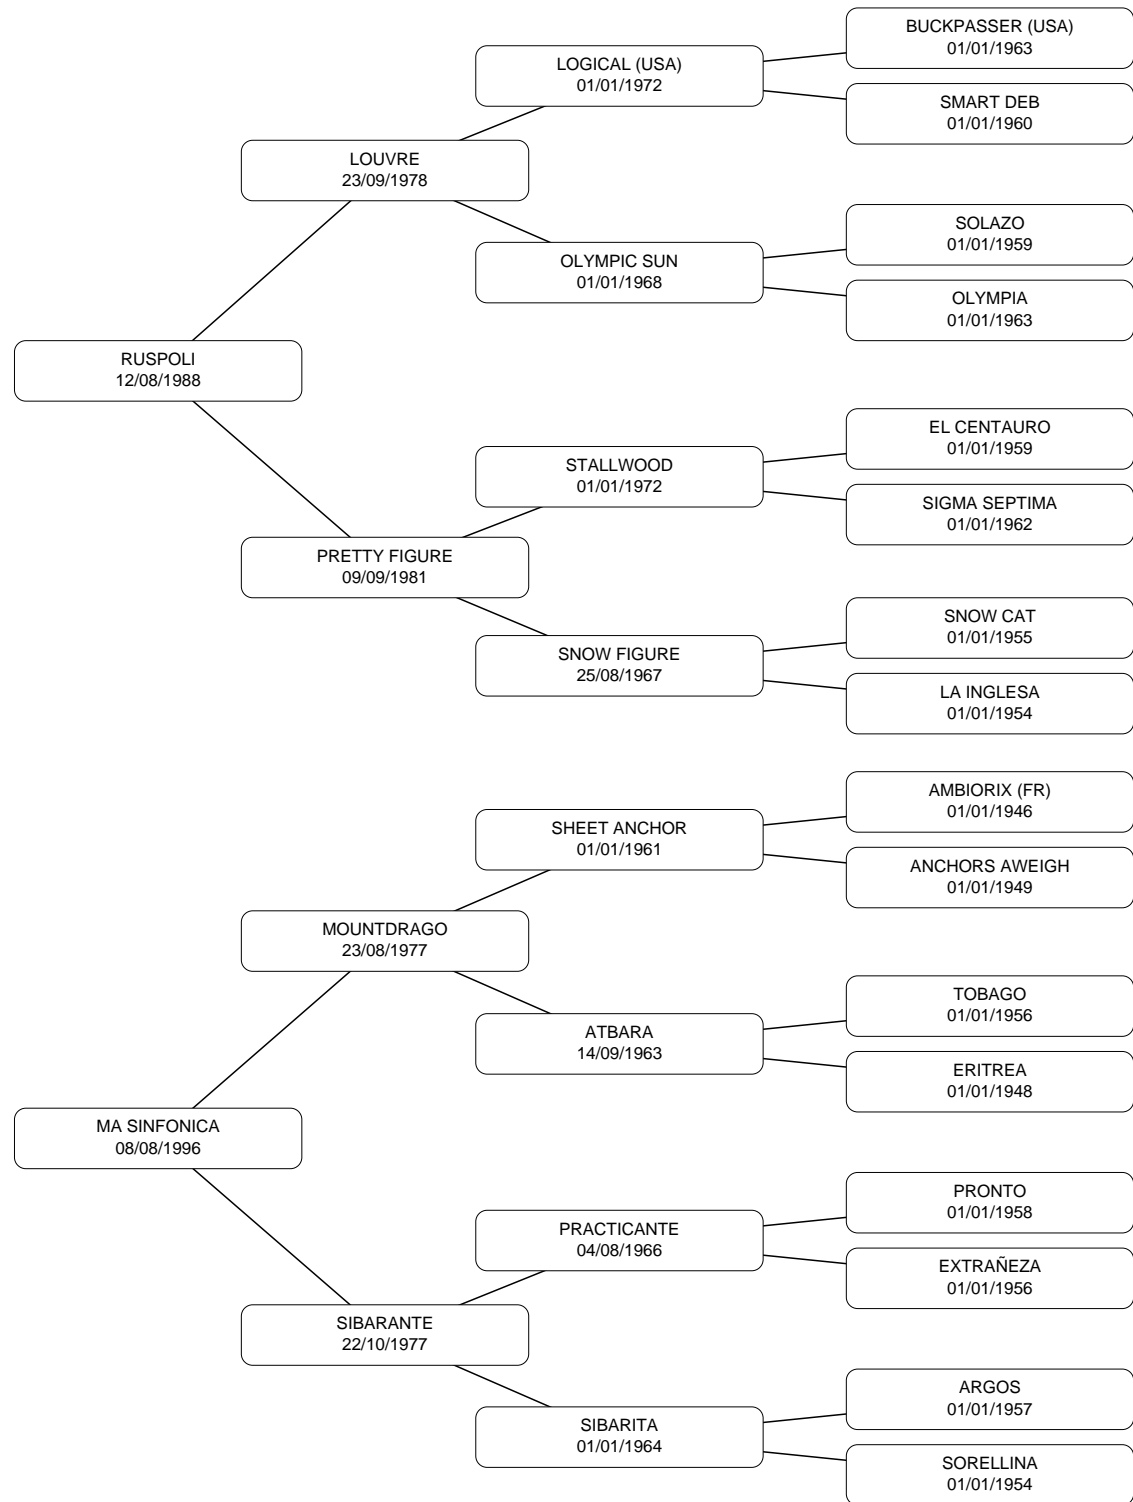 BUCKPASSER (USA)
01/01/1963
LOGICAL (USA)
01/01/1972
SMART DEB
01/01/1960
LOUVRE
23/09/1978
SOLAZO
01/01/1959
OLYMPIC SUN
01/01/1968
OLYMPIA
01/01/1963
RUSPOLI
12/08/1988
EL CENTAURO
01/01/1959
STALLWOOD
01/01/1972
SIGMA SEPTIMA
01/01/1962
PRETTY FIGURE
09/09/1981
SNOW CAT
01/01/1955
SNOW FIGURE
25/08/1967
LA INGLESA
01/01/1954
AMBIORIX (FR)
01/01/1946
SHEET ANCHOR
01/01/1961
ANCHORS AWEIGH
01/01/1949
MOUNTDRAGO
23/08/1977
TOBAGO
01/01/1956
ATBARA
14/09/1963
ERITREA
01/01/1948
MA SINFONICA
08/08/1996
PRONTO
01/01/1958
PRACTICANTE
04/08/1966
EXTRAÑEZA
01/01/1956
SIBARANTE
22/10/1977
ARGOS
01/01/1957
SIBARITA
01/01/1964
SORELLINA
01/01/1954